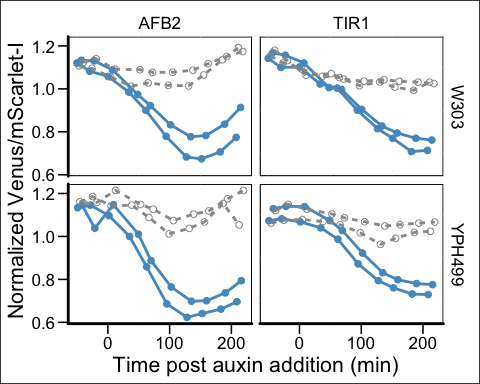 AFB2 TIR1
Normalized Venus/mScarlet-I
1.2
1.0
0.8
0.6
W303
1.2
1.0
0.8
0.6
YPH499
0 100 200 0 100 200
Time post auxin addition (min)